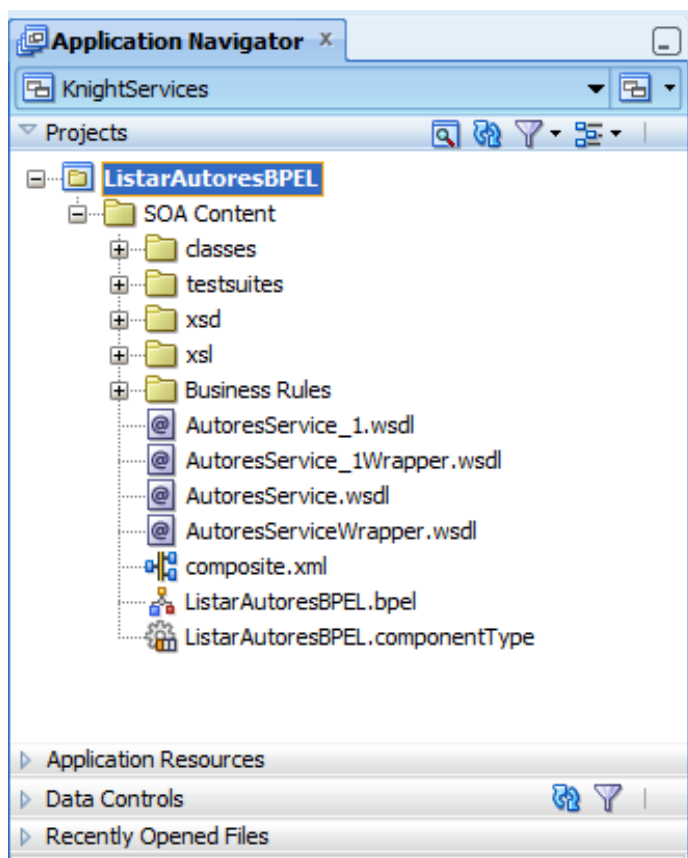 Application Navigator x
KnightServices
Projects
ListarAutoresBPEL
SOA Content
classes
testsuites
xsd
xsl
Business Rules
AutoresService_1.wsdl
AutoresService_1Wrapper.wsdl
AutoresService.wsdl
AutoresServiceWrapper.wsdl
composite.xml
ListarAutoresBPEL.bpel
ListarAutoresBPEL.componentType
Application Resources
Data Controls
Recently Opened Files